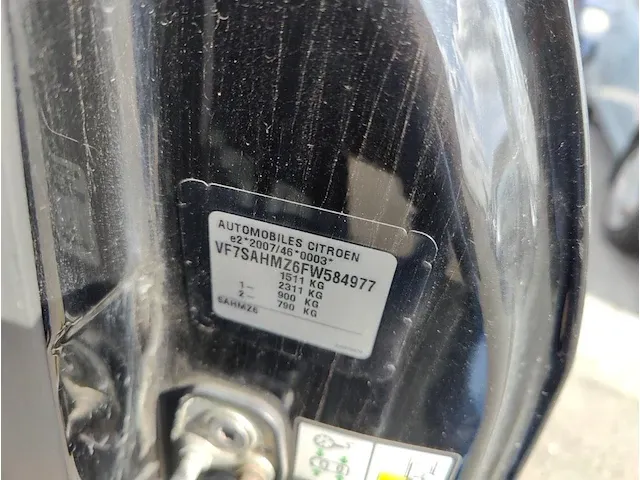 AUTOMOBILES CITROEN
e2*2007/46*0003*
VF7SAHMZ6FW584977
1511 KG
2311 KG
1– 900 KG
2– 790 KG
SAHMZ6